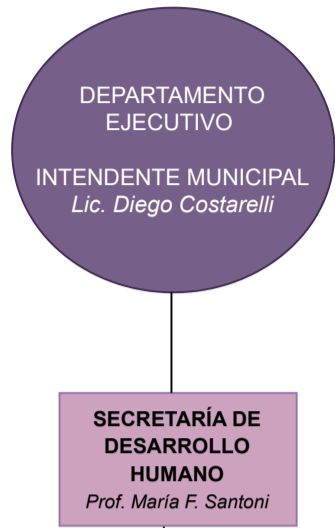 DEPARTAMENTO
EJECUTIVO
INTENDENTE MUNICIPAL
Lic. Diego Costarelli
SECRETARÍA DE
DESARROLLO
HUMANO
Prof. María F. Santoni